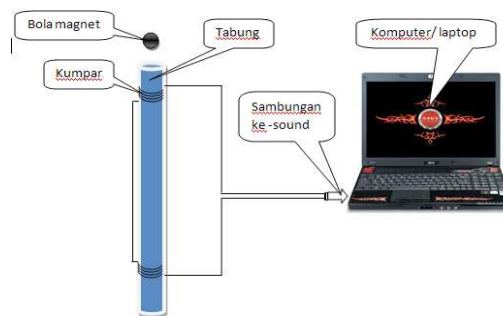 Bola magnet
Tabung
Komputer/ laptop
Kumpar
Sambungan
ke -sound